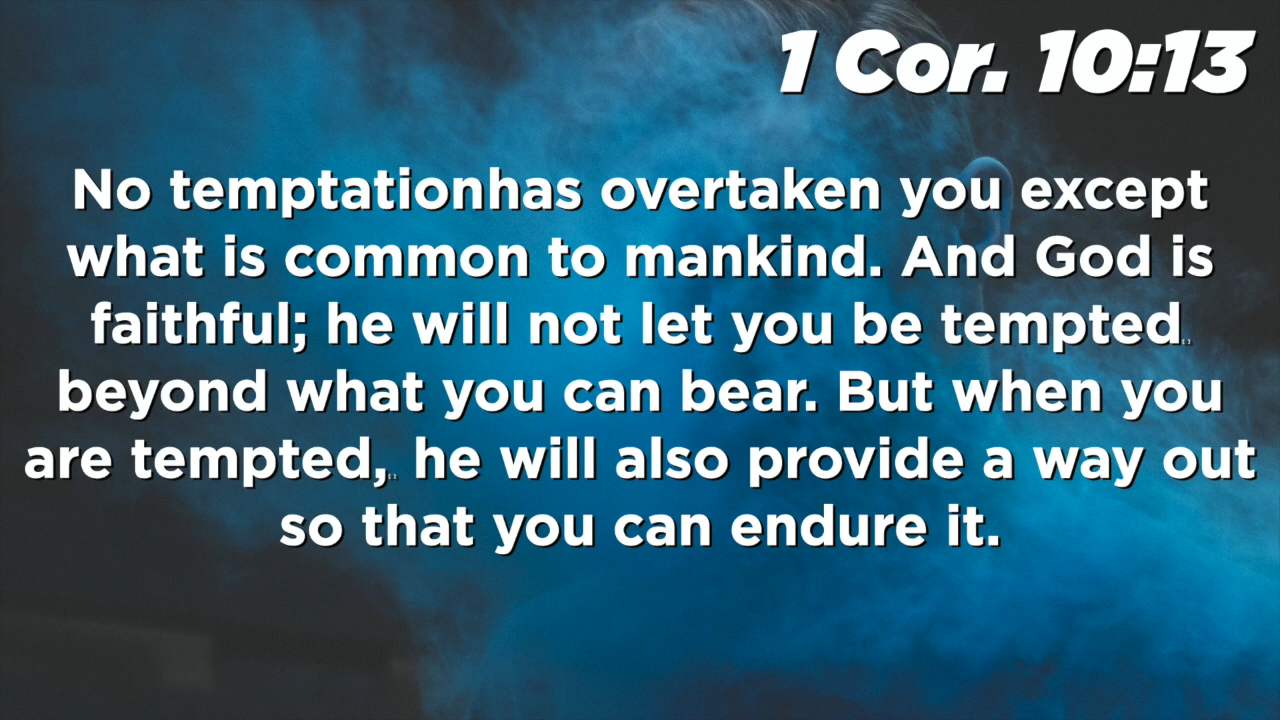 1 Cor. 10:13
No temptationhas overtaken you except
what is common to mankind. And God is
faithful; he will not let you be tempted
beyond what you can bear. But when you
are tempted, he will also provide a way out
so that you can endure it.